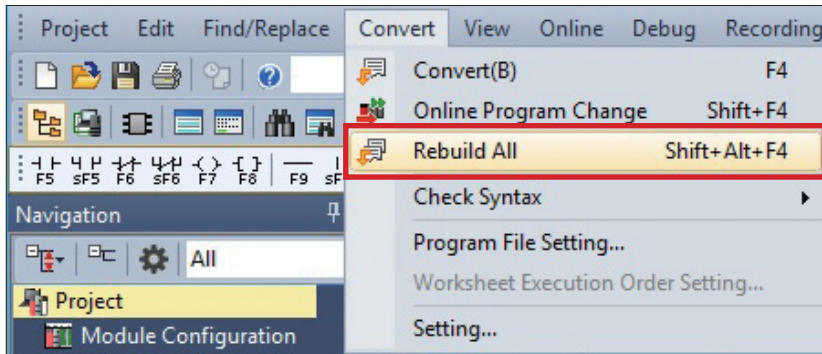 Project Edit Find/Replace Convert View Online Debug Recording
Convert(B) F4
Online Program Change Shift+F4
Rebuild All Shift+Alt+F4
F5 sF5 F6 sF6 F7 F8 F9
Check Syntax
Navigation
Program File Setting...
All
Worksheet Execution Order Setting...
Project
Module Configuration
Setting...